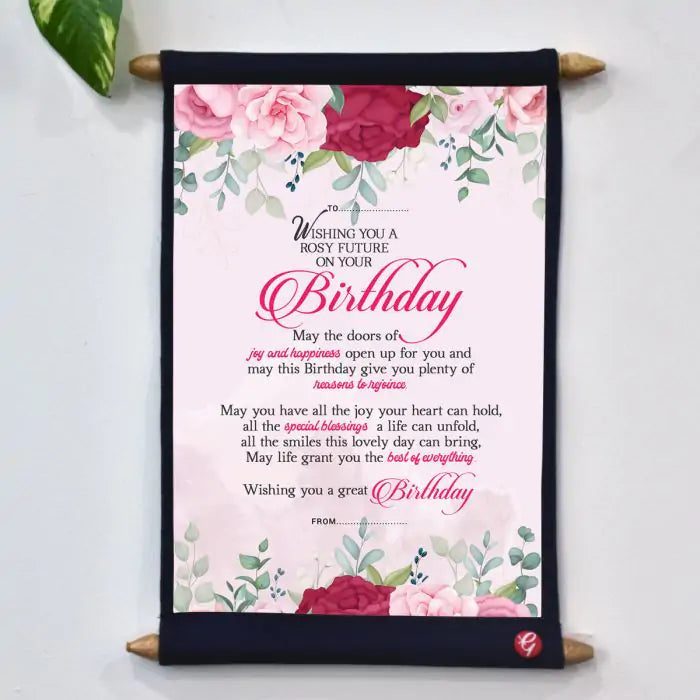 TO........................
WISHING YOU A
ROSY FUTURE
ON YOUR
Birthday
May the doors of
joy and happiness open up for you and
may this Birthday give you plenty of
reasons to rejoince
May you have all the joy your heart can hold,
all the special blessings a life can unfold,
all the smiles this lovely day can bring,
May life grant you the best of everything
Wishing you a great Birthday
FROM........................
G